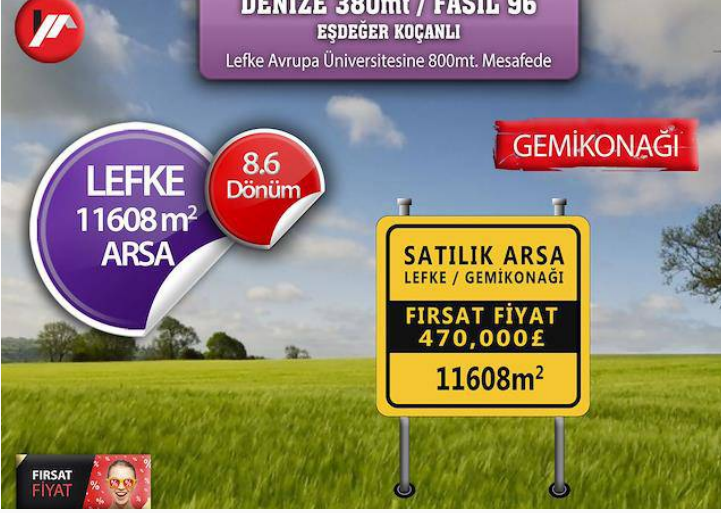 DENİZE 380mt / FASIL 96
EŞDEĞER KOÇANLI
Lefke Avrupa Üniversitesine 800mt. Mesafede
GEMİKONAĞİ
LEFKE
11608 m²
ARSA
8.6
Dönüm
SATILIK ARSA
LEFKE / GEMİKONAĞI
FIRSAT FİYAT
470,000£
11608m²
FIRSAT
FİYAT